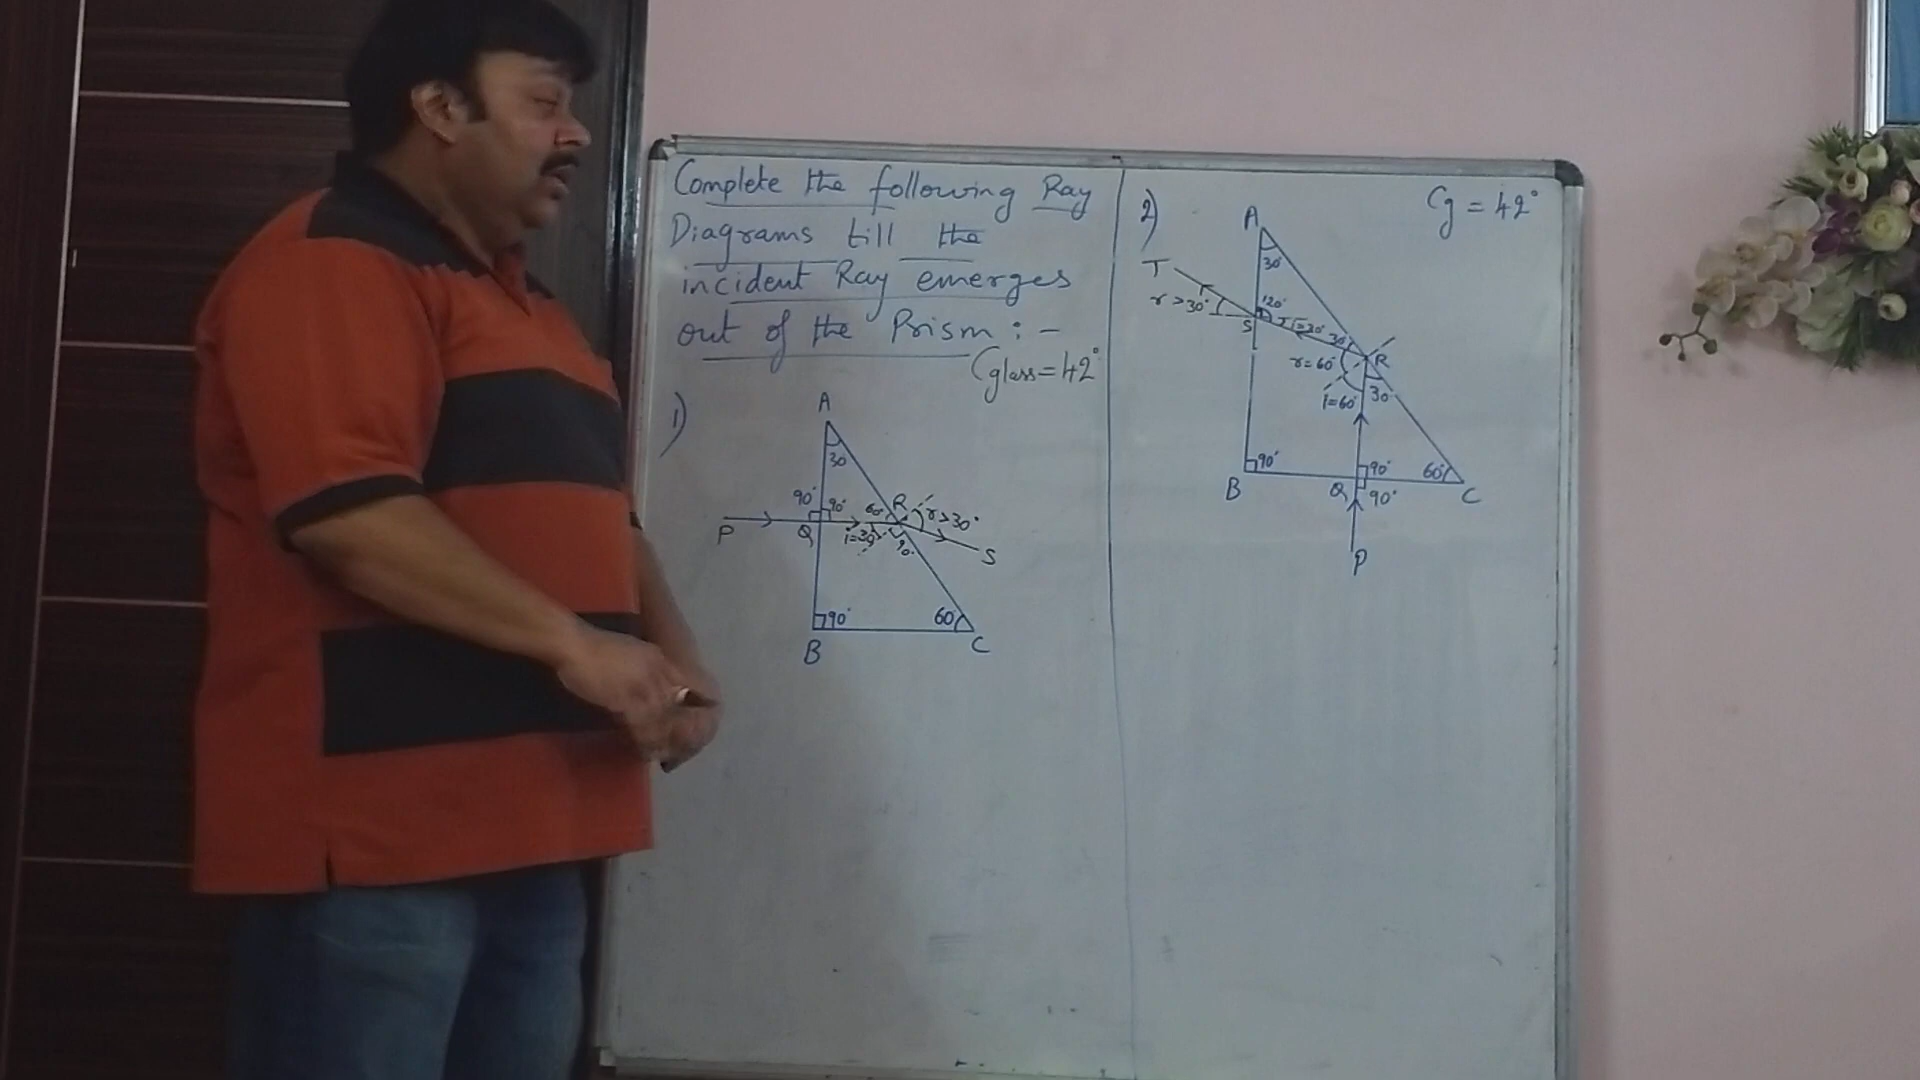 Complete the following Ray
Diagrams till the
incident Ray emerges
out of the Prism : -
Cglass = 42°
1)
A
30
90° 90° 60° R r > 30°
P Q i=30° 90° S
90° 60°
B C
2) Cg = 42°
A
30°
T
r > 30° 120°
S i=30° 30° R
r=60°
i=60° 30°
90° 90° 60°
B Q 90° C
P